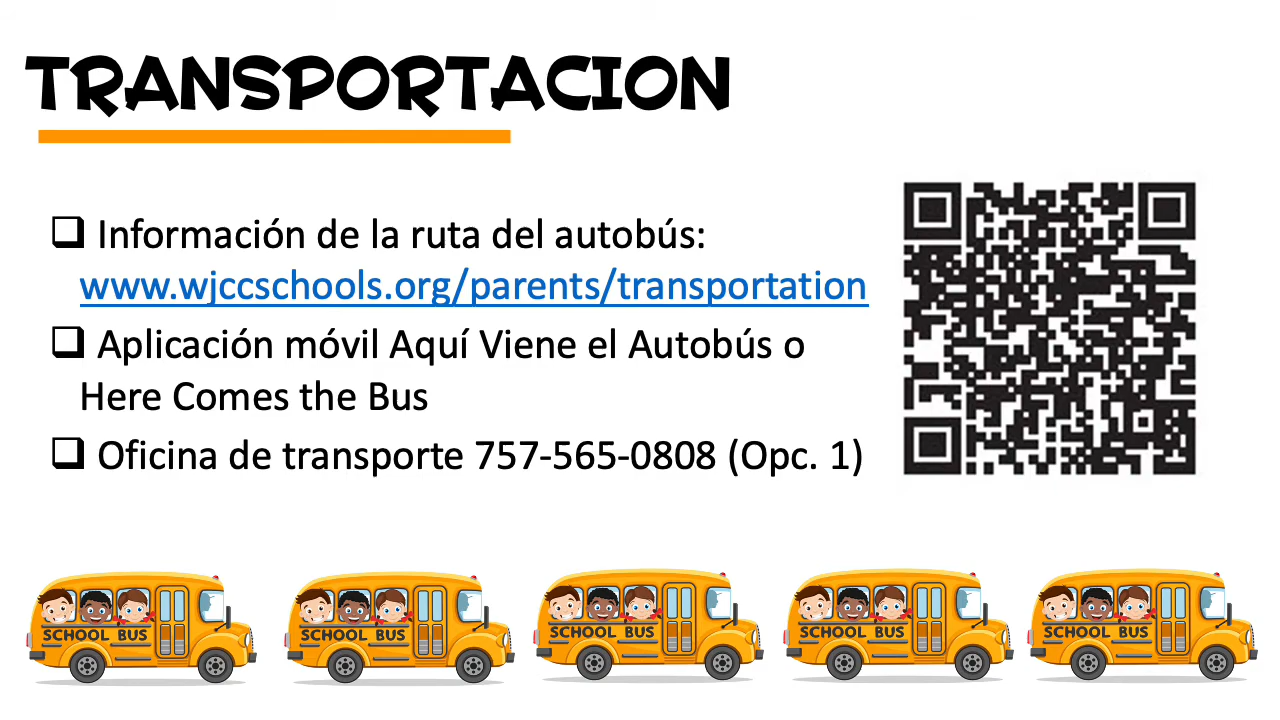 TRANSPORTACION
Información de la ruta del autobús:
www.wjccschools.org/parents/transportation
Aplicación móvil Aquí Viene el Autobús o
Here Comes the Bus
Oficina de transporte 757-565-0808 (Opc. 1)
SCHOOL BUS
SCHOOL BUS
SCHOOL BUS
SCHOOL BUS
SCHOOL BUS